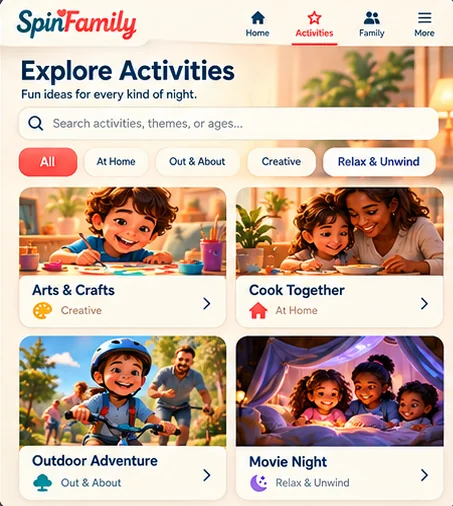 SpinFamily
Home
Activities
Family
More
Explore Activities
Fun ideas for every kind of night.
Search activities, themes, or ages...
All
At Home
Out & About
Creative
Relax & Unwind
Arts & Crafts
Creative
Cook Together
At Home
Outdoor Adventure
Out & About
Movie Night
Relax & Unwind